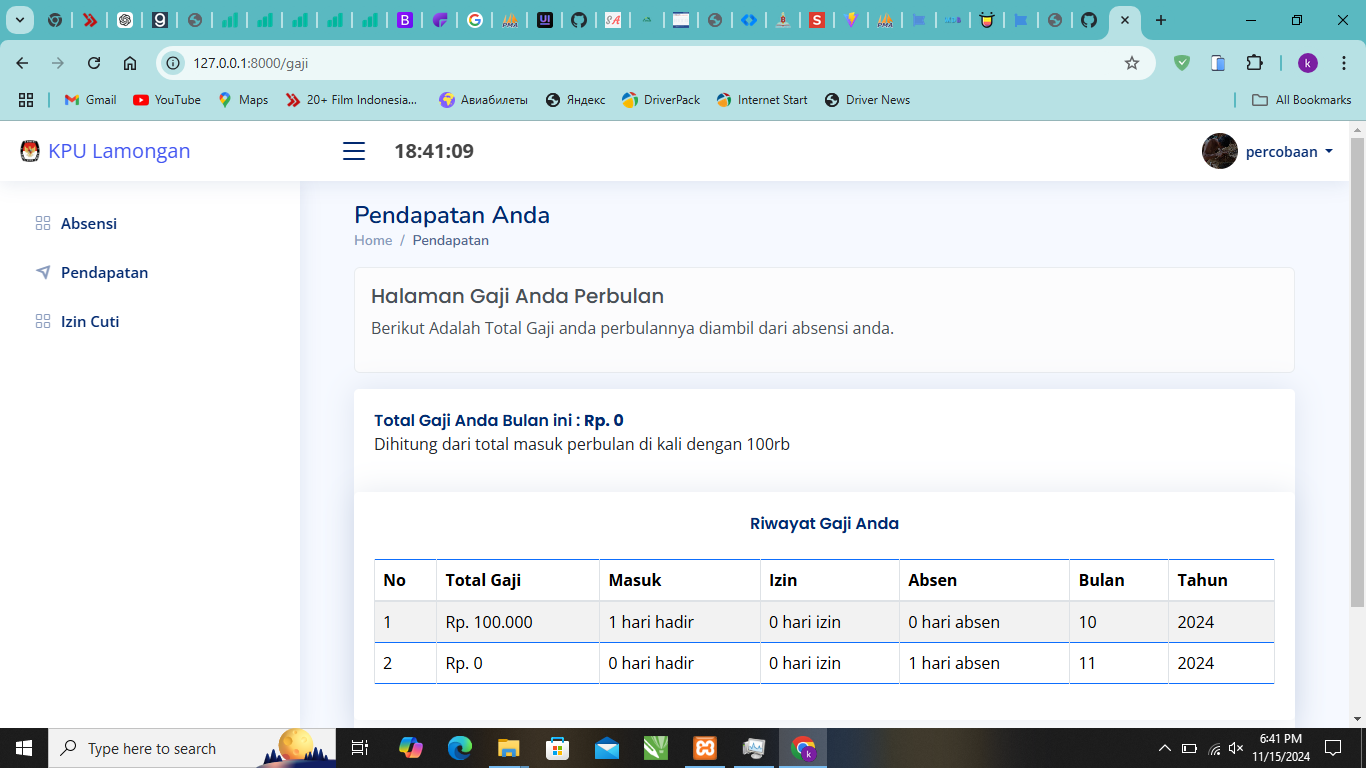 127.0.0.1:8000/gaji
k
Gmail
YouTube
Maps
20+ Film Indonesia...
Авиабилеты
Яндекс
DriverPack
Internet Start
Driver News
All Bookmarks
KPU Lamongan
18:41:09
percobaan
Absensi
Pendapatan
Izin Cuti
Pendapatan Anda
Home / Pendapatan
Halaman Gaji Anda Perbulan
Berikut Adalah Total Gaji anda perbulannya diambil dari absensi anda.
Total Gaji Anda Bulan ini : Rp. 0
Dihitung dari total masuk perbulan di kali dengan 100rb
Riwayat Gaji Anda
No Total Gaji Masuk Izin Absen Bulan Tahun
1 Rp. 100.000 1 hari hadir 0 hari izin 0 hari absen 10 2024
2 Rp. 0 0 hari hadir 0 hari izin 1 hari absen 11 2024
Type here to search
6:41 PM
11/15/2024